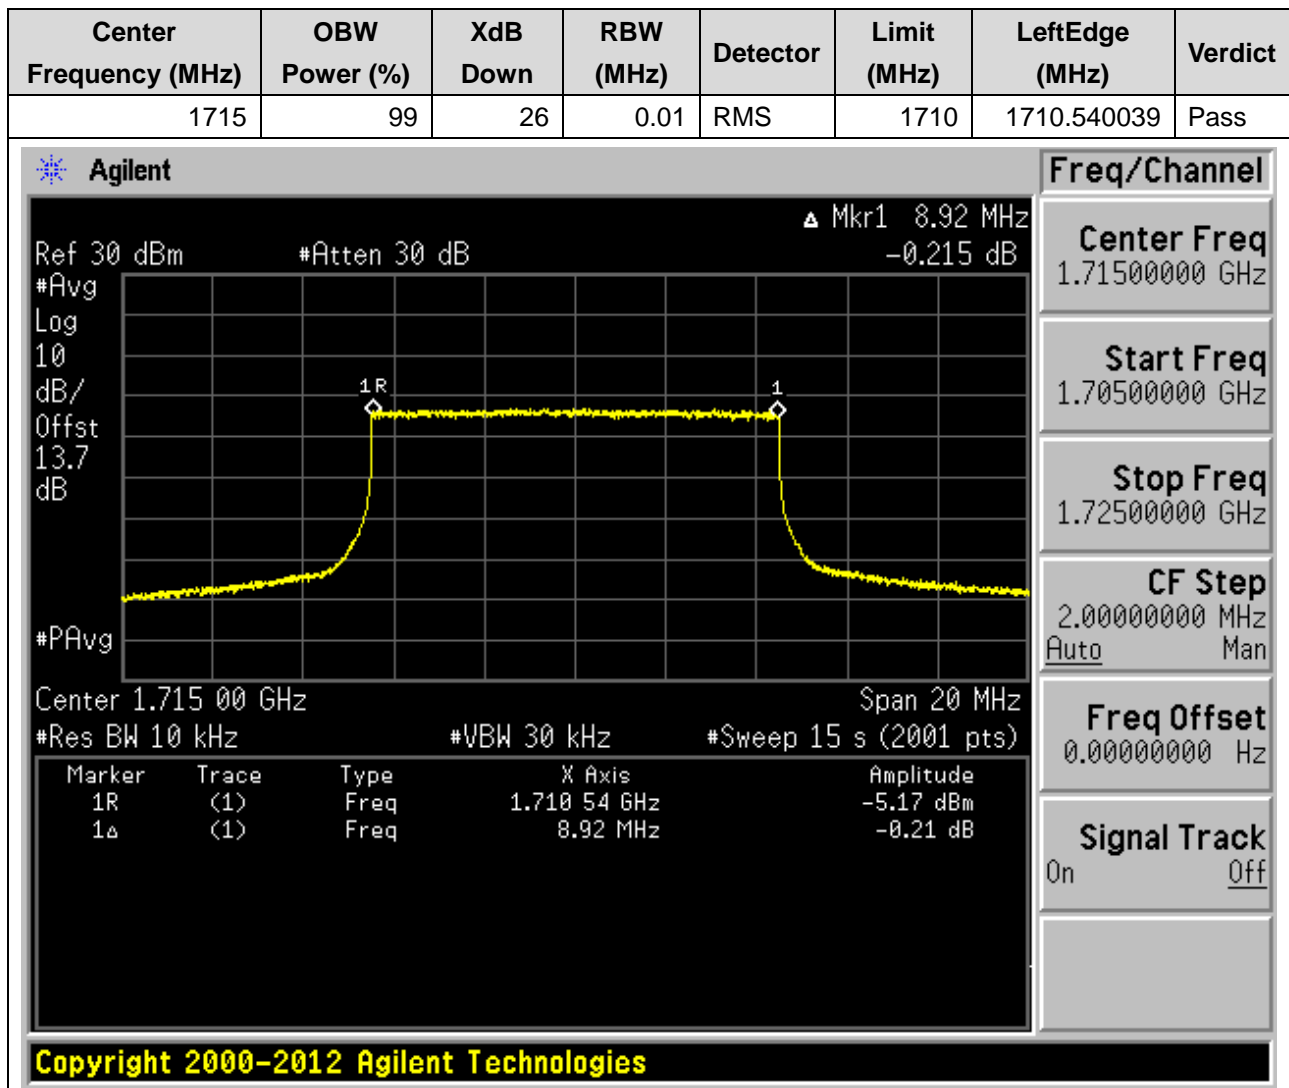 Center Frequency (MHz) OBW Power (%) XdB Down RBW (MHz) Detector Limit (MHz) LeftEdge (MHz) Verdict
1715 99 26 0.01 RMS 1710 1710.540039 Pass
Agilent
Freq/Channel
Δ Mkr1 8.92 MHz
Ref 30 dBm #Atten 30 dB -0.215 dB
#Avg
Log
10
dB/
Offst
13.7
dB
1R
1
#PAvg
Center 1.715 00 GHz Span 20 MHz
#Res BW 10 kHz #VBW 30 kHz #Sweep 15 s (2001 pts)
Marker Trace Type X Axis Amplitude
1R (1) Freq 1.710 54 GHz -5.17 dBm
1Δ (1) Freq 8.92 MHz -0.21 dB
Center Freq
1.71500000 GHz
Start Freq
1.70500000 GHz
Stop Freq
1.72500000 GHz
CF Step
2.00000000 MHz
Auto Man
Freq Offset
0.00000000 Hz
Signal Track
On Off
Copyright 2000-2012 Agilent Technologies